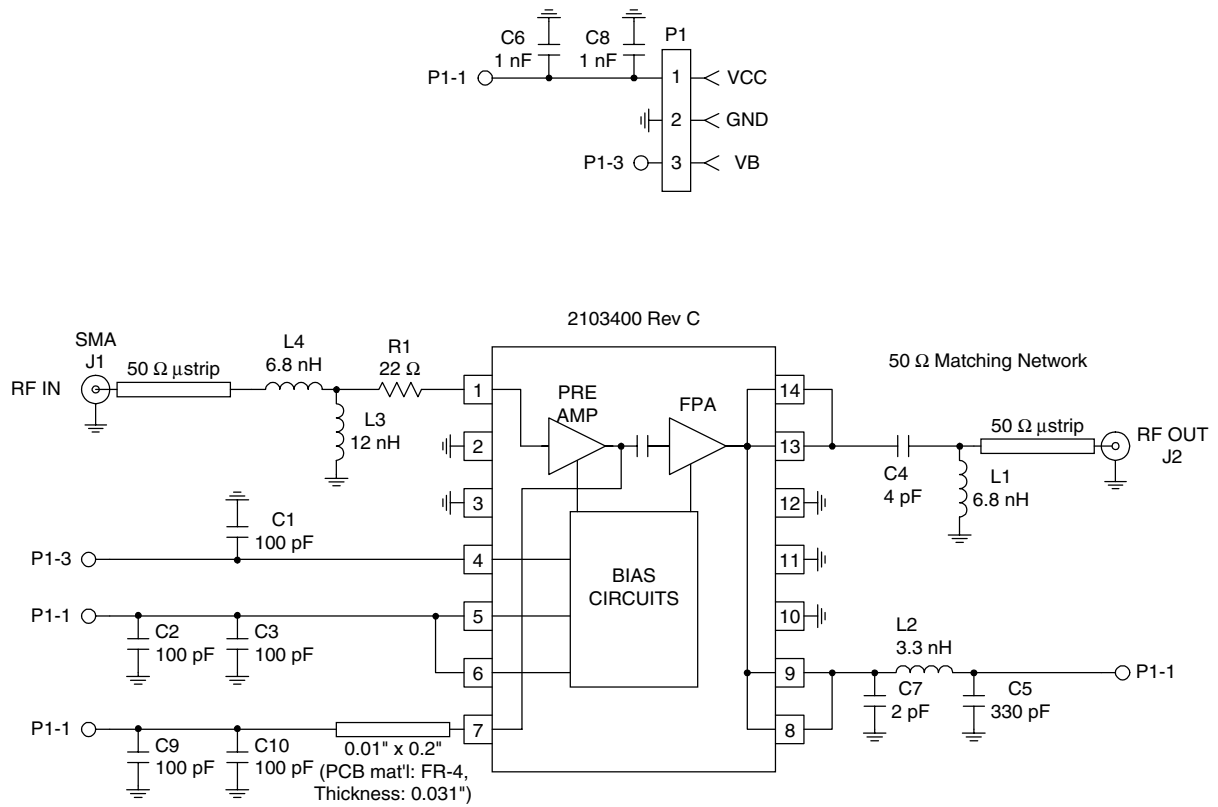 C6
1 nF
C8
1 nF
P1
P1-1
1
VCC
2
GND
P1-3
3
VB
2103400 Rev C
SMA
J1
RF IN
50 Ω µstrip
L4
6.8 nH
R1
22 Ω
L3
12 nH
1
2
3
4
5
6
7
PRE
AMP
FPA
BIAS
CIRCUITS
14
13
12
11
10
9
8
50 Ω Matching Network
50 Ω µstrip
RF OUT
J2
C4
4 pF
L1
6.8 nH
C1
100 pF
P1-3
P1-1
C2
100 pF
C3
100 pF
P1-1
C9
100 pF
C10
100 pF
0.01" x 0.2"
(PCB mat'l: FR-4,
Thickness: 0.031")
L2
3.3 nH
C7
2 pF
C5
330 pF
P1-1